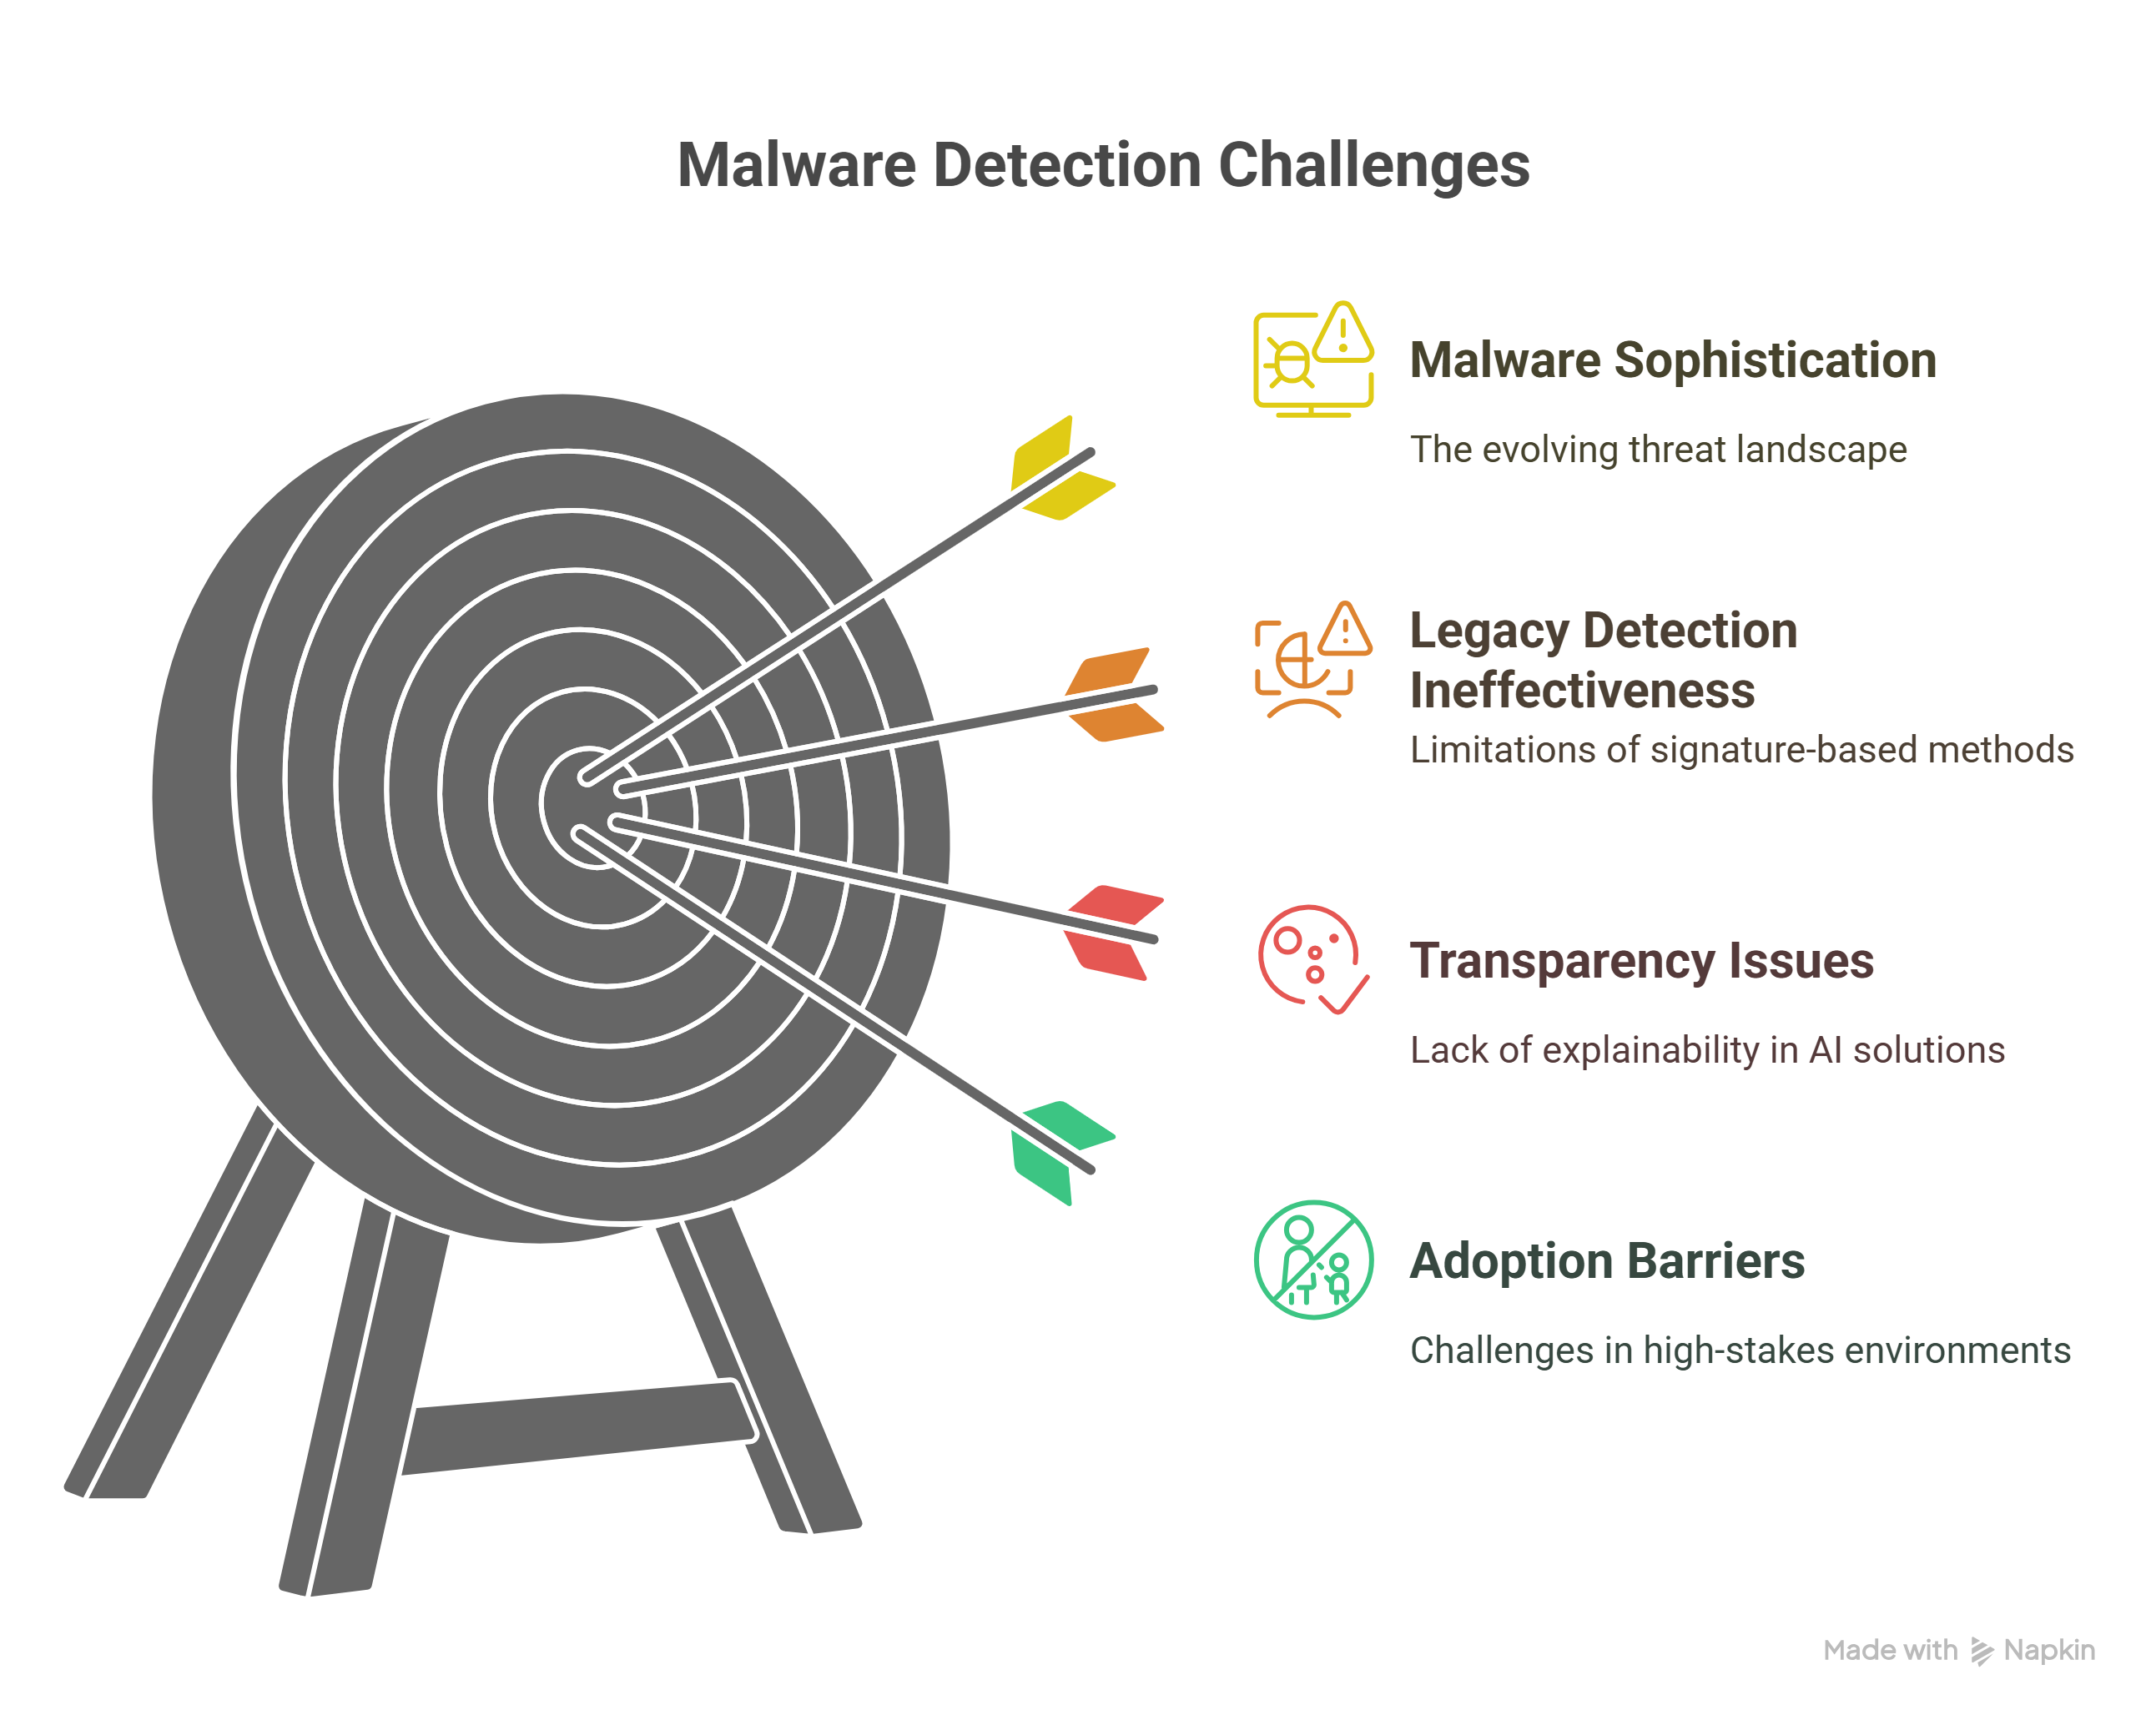 Malware Detection Challenges
Malware Sophistication
The evolving threat landscape
Legacy Detection
Ineffectiveness
Limitations of signature-based methods
Transparency Issues
Lack of explainability in AI solutions
Adoption Barriers
Challenges in high-stakes environments
Made with Napkin